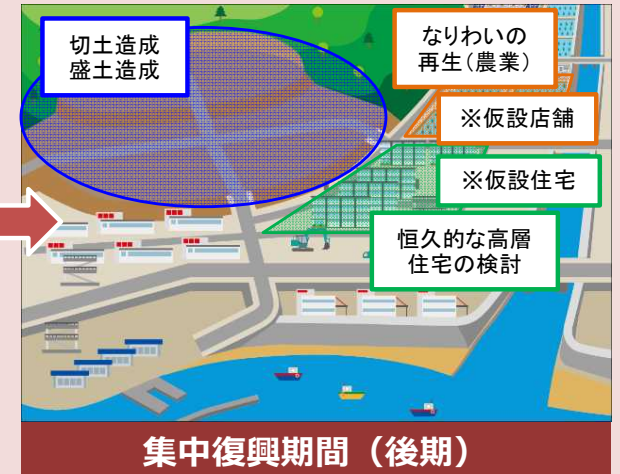 切土造成
盛土造成
なりわいの
再生(農業)
※仮設店舗
※仮設住宅
恒久的な高層
住宅の検討
集中復興期間（後期）